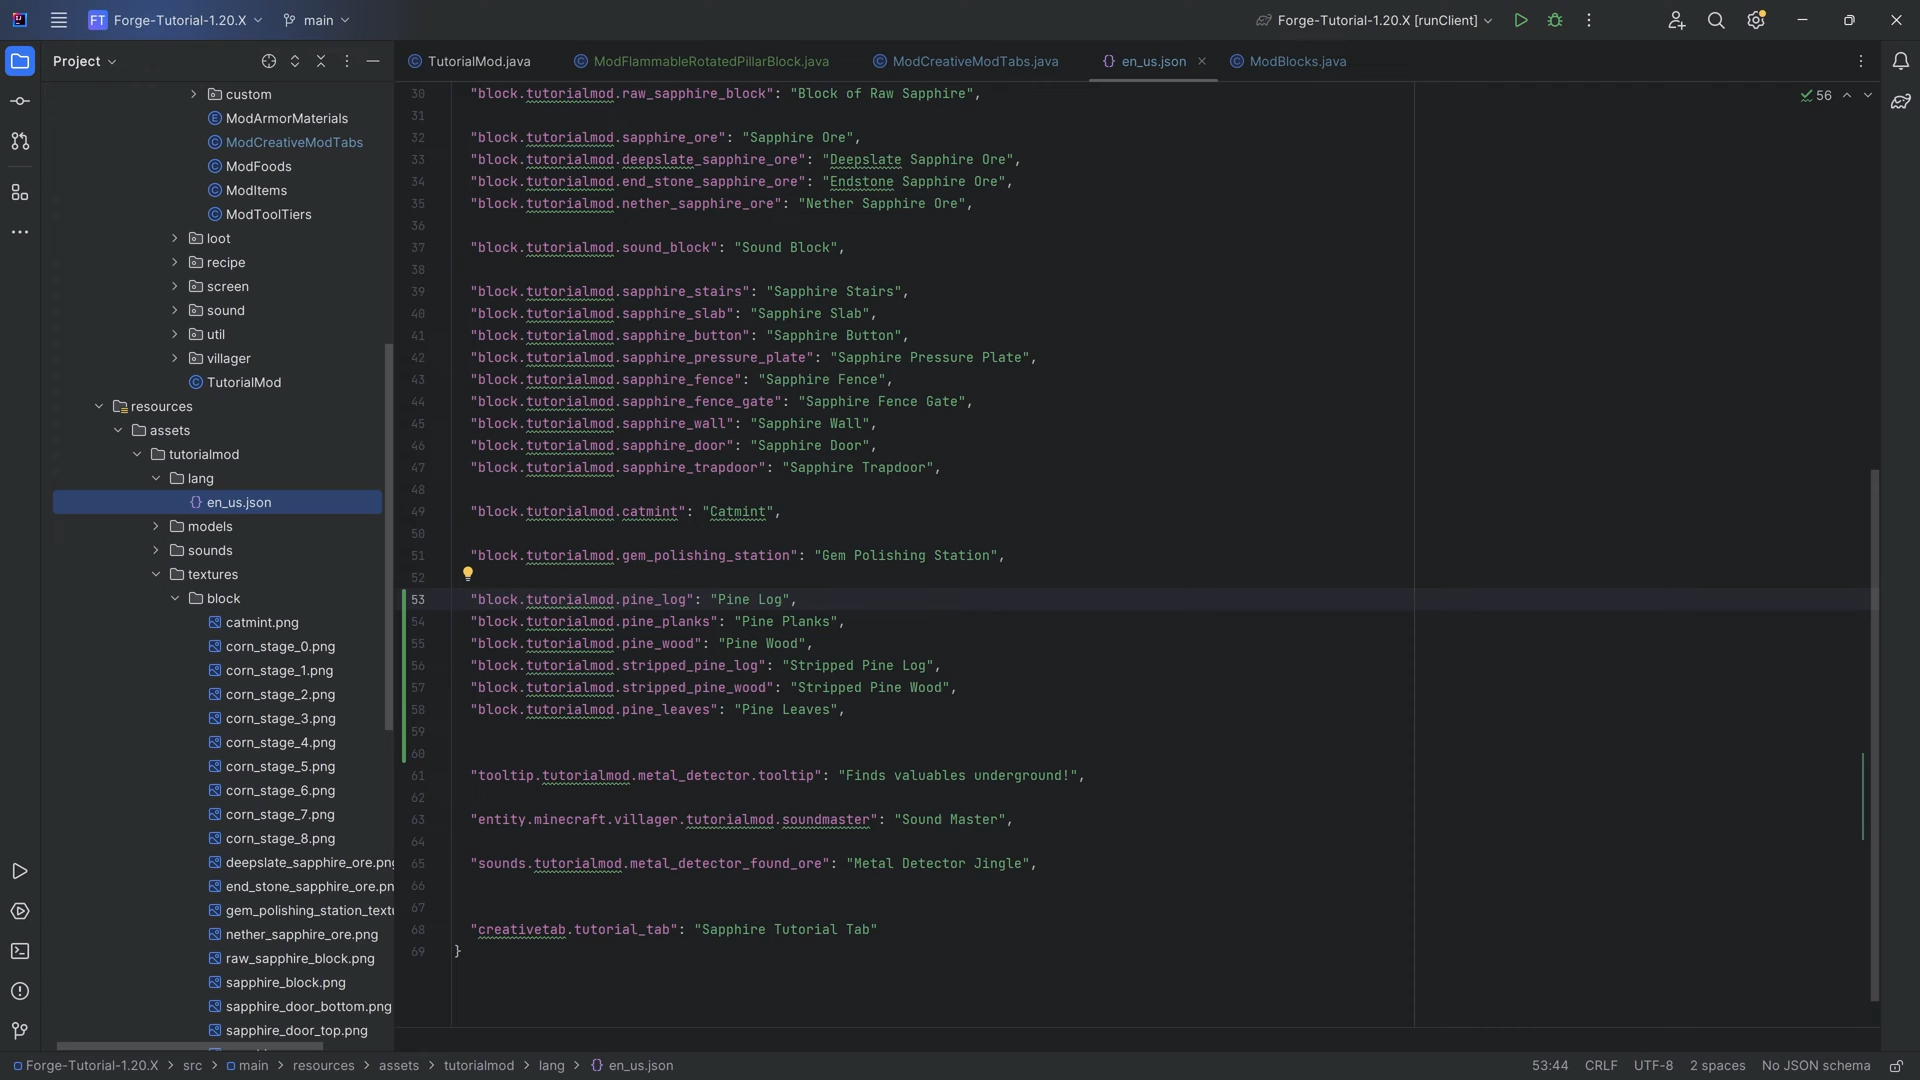 FT Forge-Tutorial-1.20.X main Forge-Tutorial-1.20.X [runClient]
Project TutorialMod.java ModFlammableRotatedPillarBlock.java ModCreativeModTabs.java {} en_us.json ModBlocks.java
custom
ModArmorMaterials
ModCreativeModTabs
ModFoods
ModItems
ModToolTiers
loot
recipe
screen
sound
util
villager
TutorialMod
resources
assets
tutorialmod
lang
{} en_us.json
models
sounds
textures
block
catmint.png
corn_stage_0.png
corn_stage_1.png
corn_stage_2.png
corn_stage_3.png
corn_stage_4.png
corn_stage_5.png
corn_stage_6.png
corn_stage_7.png
corn_stage_8.png
deepslate_sapphire_ore.png
end_stone_sapphire_ore.pn
gem_polishing_station_text
nether_sapphire_ore.png
raw_sapphire_block.png
sapphire_block.png
sapphire_door_bottom.png
sapphire_door_top.png
56
30 "block.tutorialmod.raw_sapphire_block": "Block of Raw Sapphire",
31
32 "block.tutorialmod.sapphire_ore": "Sapphire Ore",
33 "block.tutorialmod.deepslate_sapphire_ore": "Deepslate Sapphire Ore",
34 "block.tutorialmod.end_stone_sapphire_ore": "Endstone Sapphire Ore",
35 "block.tutorialmod.nether_sapphire_ore": "Nether Sapphire Ore",
36
37 "block.tutorialmod.sound_block": "Sound Block",
38
39 "block.tutorialmod.sapphire_stairs": "Sapphire Stairs",
40 "block.tutorialmod.sapphire_slab": "Sapphire Slab",
41 "block.tutorialmod.sapphire_button": "Sapphire Button",
42 "block.tutorialmod.sapphire_pressure_plate": "Sapphire Pressure Plate",
43 "block.tutorialmod.sapphire_fence": "Sapphire Fence",
44 "block.tutorialmod.sapphire_fence_gate": "Sapphire Fence Gate",
45 "block.tutorialmod.sapphire_wall": "Sapphire Wall",
46 "block.tutorialmod.sapphire_door": "Sapphire Door",
47 "block.tutorialmod.sapphire_trapdoor": "Sapphire Trapdoor",
48
49 "block.tutorialmod.catmint": "Catmint",
50
51 "block.tutorialmod.gem_polishing_station": "Gem Polishing Station",
52
53 "block.tutorialmod.pine_log": "Pine Log",
54 "block.tutorialmod.pine_planks": "Pine Planks",
55 "block.tutorialmod.pine_wood": "Pine Wood",
56 "block.tutorialmod.stripped_pine_log": "Stripped Pine Log",
57 "block.tutorialmod.stripped_pine_wood": "Stripped Pine Wood",
58 "block.tutorialmod.pine_leaves": "Pine Leaves",
59
60
61 "tooltip.tutorialmod.metal_detector.tooltip": "Finds valuables underground!",
62
63 "entity.minecraft.villager.tutorialmod.soundmaster": "Sound Master",
64
65 "sounds.tutorialmod.metal_detector_found_ore": "Metal Detector Jingle",
66
67
68 "creativetab.tutorial_tab": "Sapphire Tutorial Tab"
69 }
Forge-Tutorial-1.20.X > src > main > resources > assets > tutorialmod > lang > {} en_us.json 53:44 CRLF UTF-8 2 spaces No JSON schema